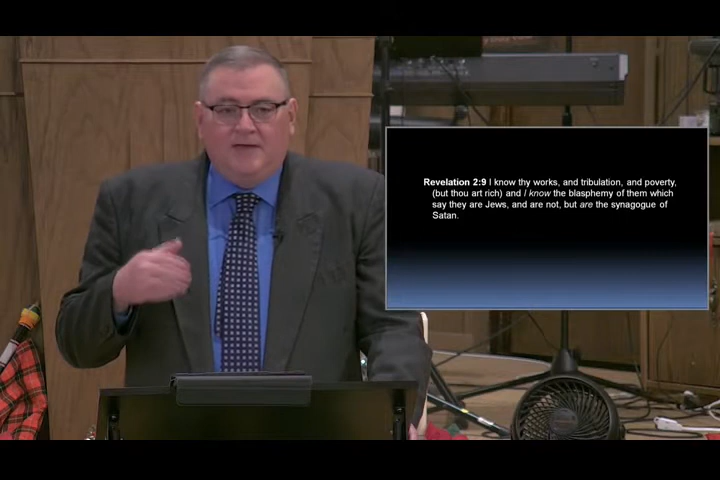 Revelation 2:9 I know thy works, and tribulation, and poverty,
(but thou art rich) and I know the blasphemy of them which
say they are Jews, and are not, but are the synagogue of
Satan.